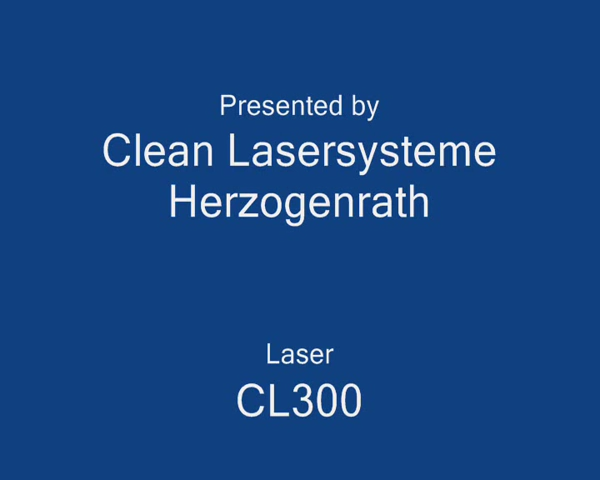 Presented by
Clean Lasersysteme
Herzogenrath
Laser
CL300